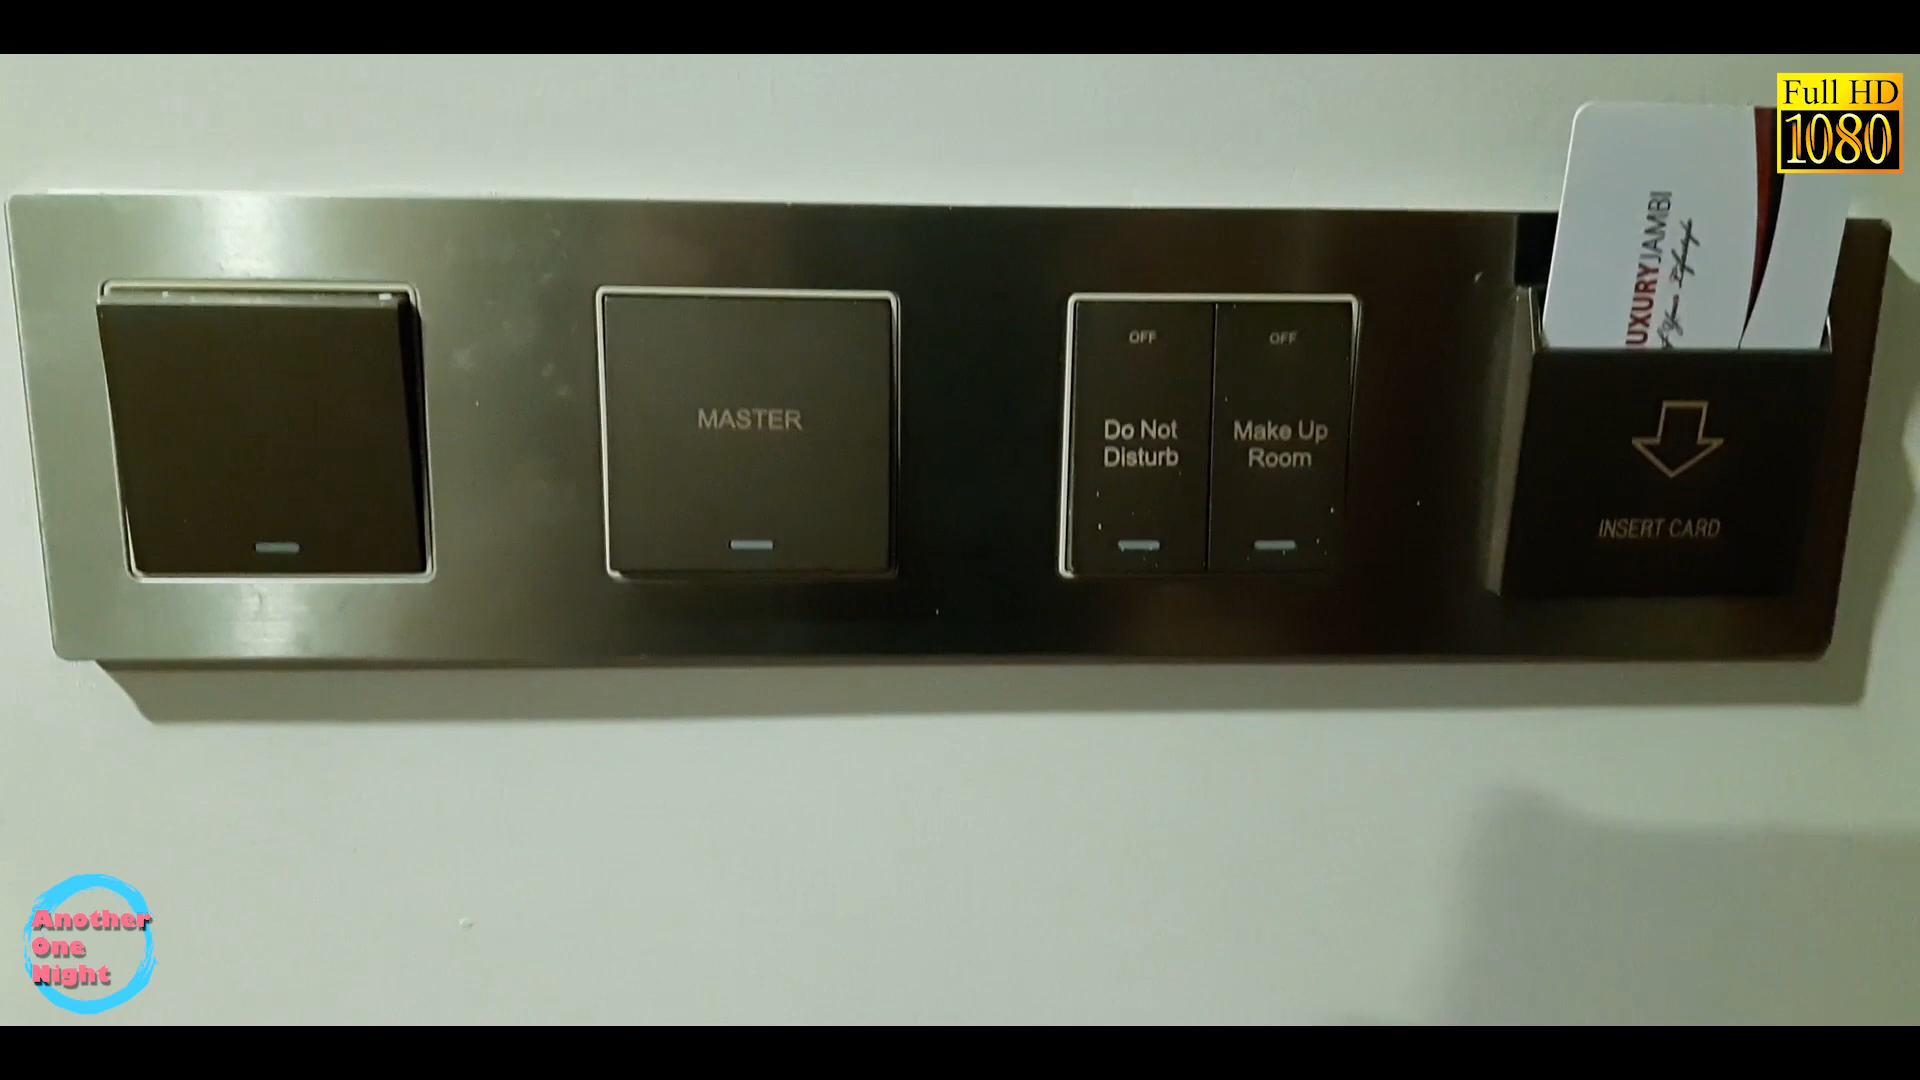 Full HD
1080
UXURYJAMBI
MASTER
OFF
Do Not
Disturb
OFF
Make Up
Room
INSERT CARD
Another
One
Night